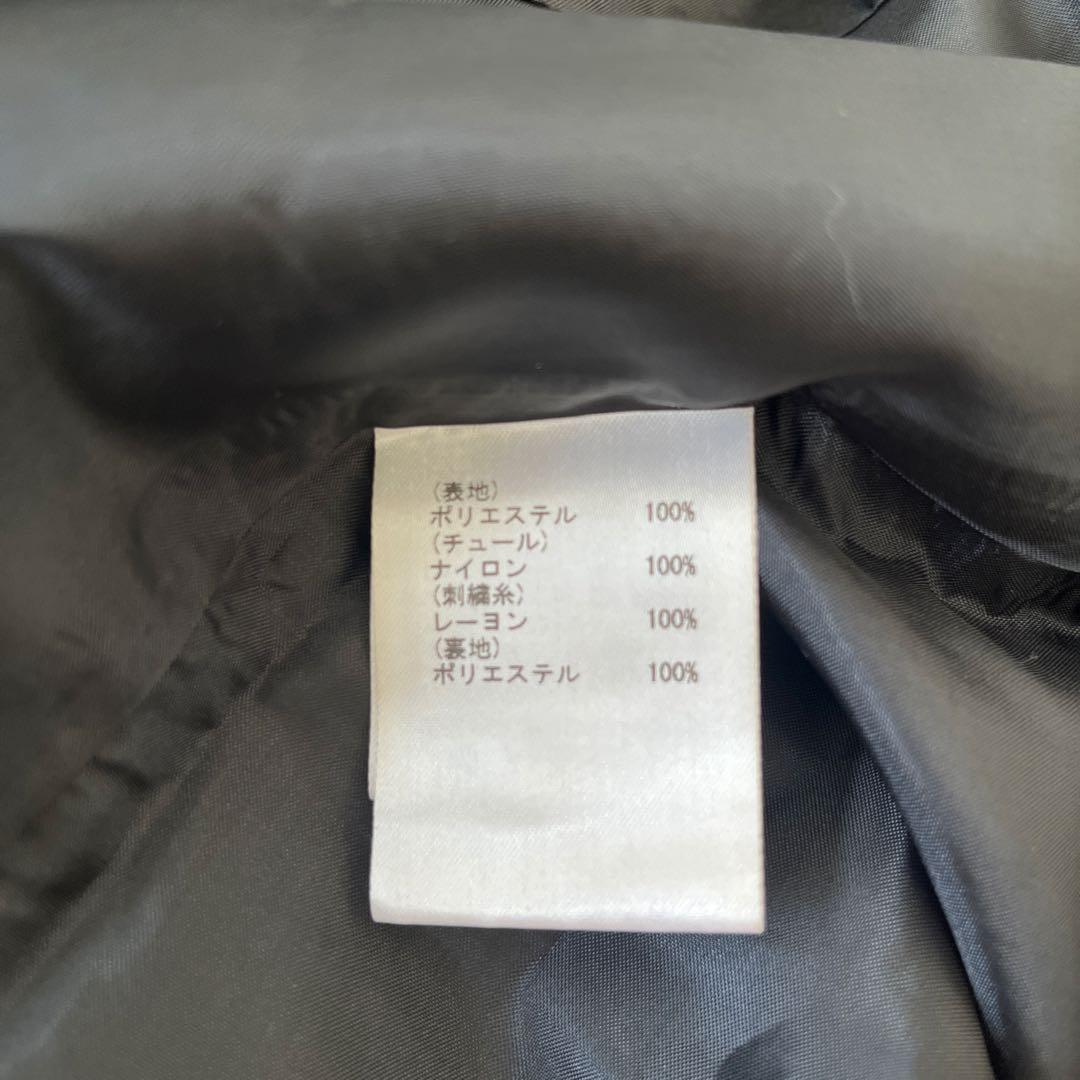 (表地)
ポリエステル 100%
(チュール)
ナイロン 100%
(刺繍糸)
レーヨン 100%
(裏地)
ポリエステル 100%